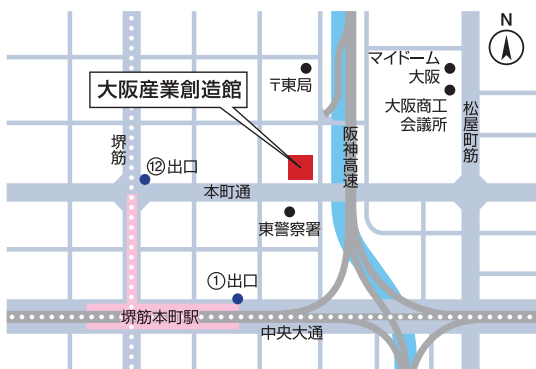 N
マイドーム
大阪
〒東局
大阪産業創造館
大阪商工
会議所
松屋町筋
阪神高速
堺筋
⑫出口
本町通
東警察署
①出口
堺筋本町駅
中央大通